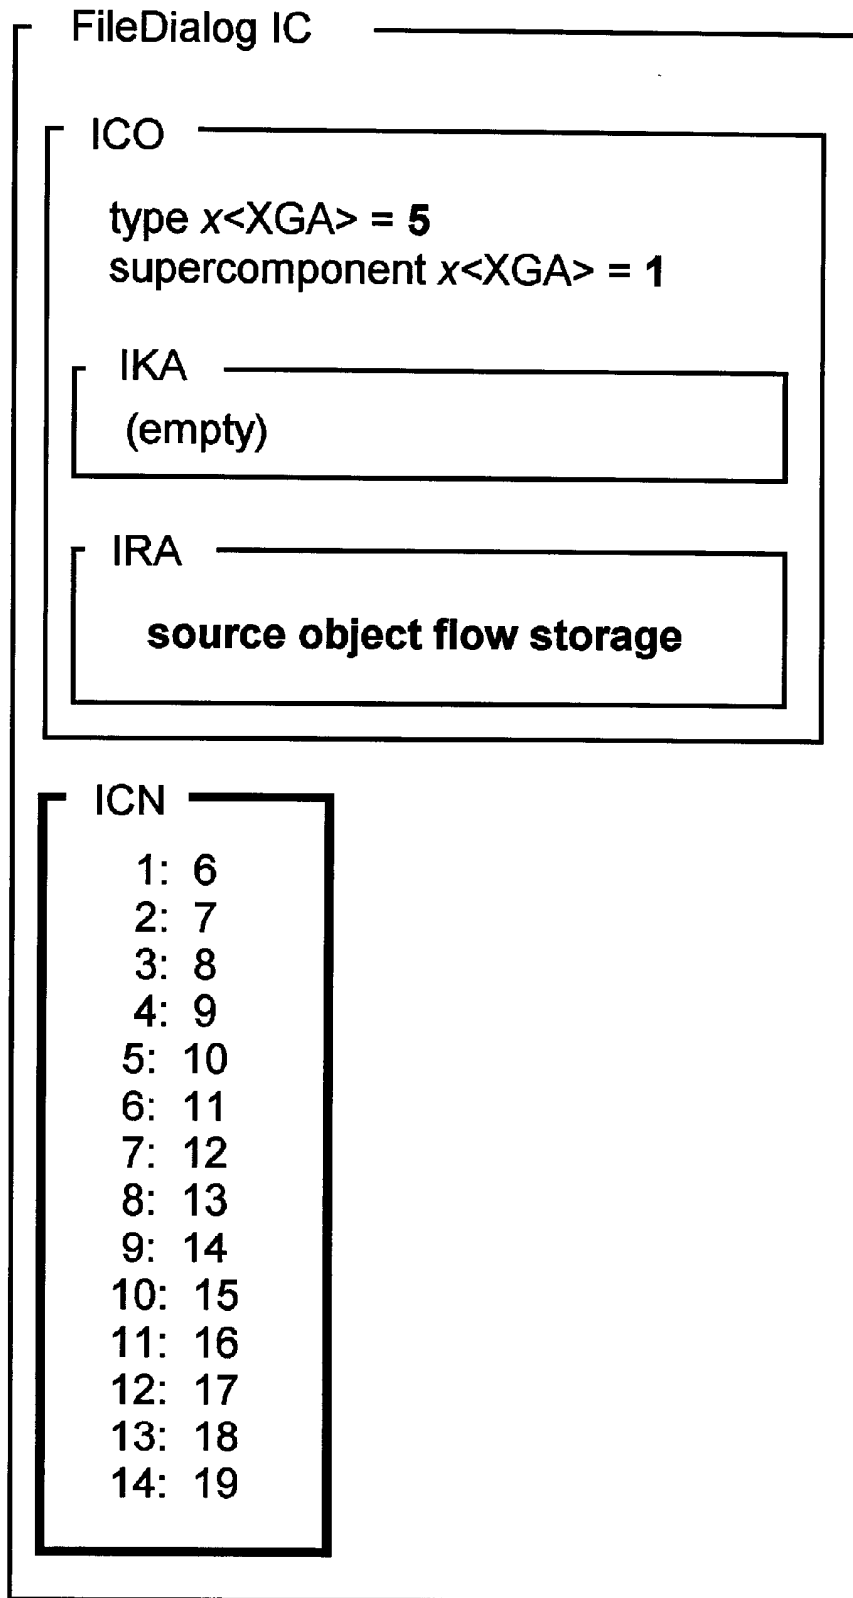 FileDialog IC
ICO
type x<XGA> = 5
supercomponent x<XGA> = 1
IKA
(empty)
IRA
source object flow storage
ICN
1: 6
2: 7
3: 8
4: 9
5: 10
6: 11
7: 12
8: 13
9: 14
10: 15
11: 16
12: 17
13: 18
14: 19